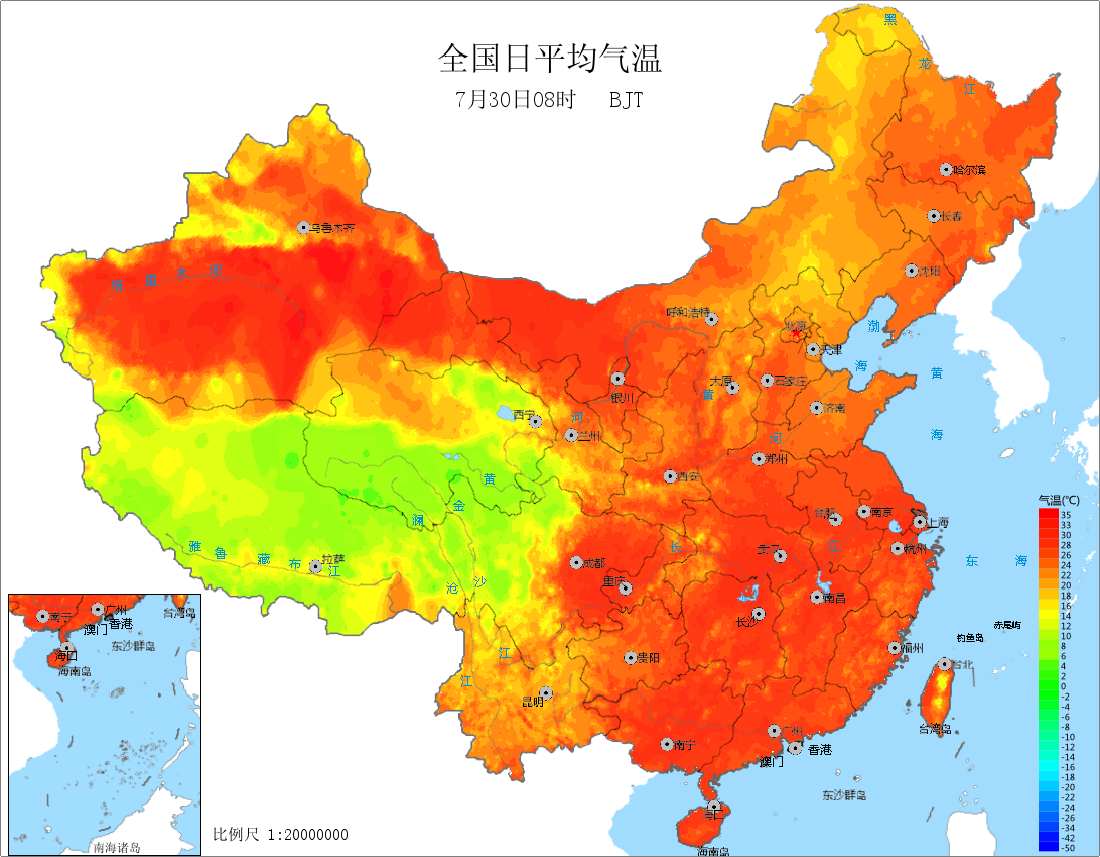 全国日平均气温
7月30日08时 BJT
黑
龙
江
哈尔滨
长春
沈阳
乌鲁木齐
呼和浩特
北京
天津
渤
海
黄
海
石家庄
太原
济南
银川
黄
河
西宁
兰州
河
郑州
西安
黄
金
澜
雅
鲁
藏
布
江
拉萨
沧
沙
江
江
成都
重庆
长
武汉
合肥
南京
上海
杭州
江
东
海
南昌
长沙
贵阳
昆明
福州
台北
钓鱼岛
赤尾屿
台湾岛
南宁
广州
香港
澳门
东沙群岛
海口
海南岛
气温(℃)
35
33
30
28
26
24
22
20
18
16
14
12
10
8
6
4
2
0
-2
-4
-6
-8
-10
-12
-14
-16
-18
-20
-22
-24
-26
-34
-42
-50
南宁
广州
台湾岛
澳门
香港
海口
东沙群岛
海南岛
南海诸岛
比例尺 1:20000000